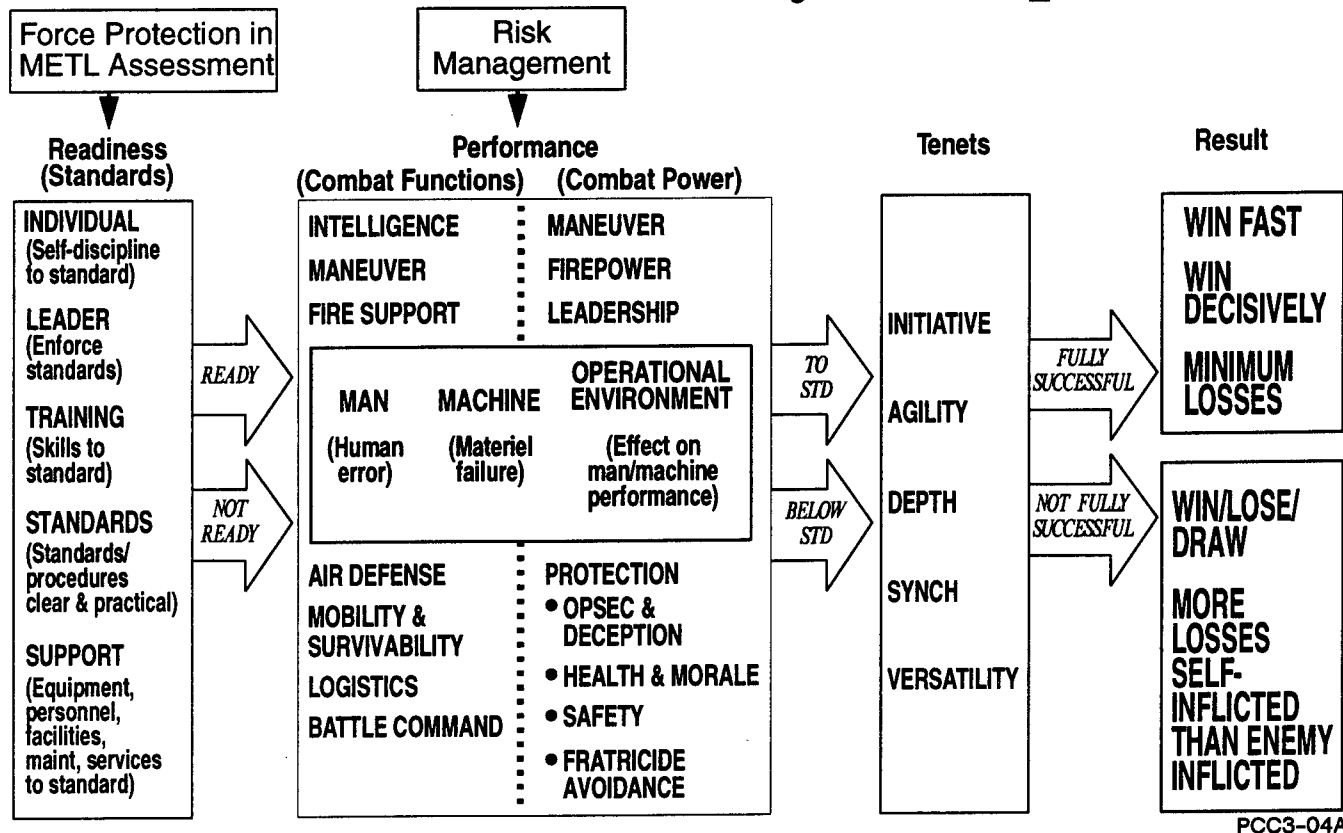 Force Protection in
METL Assessment
Risk
Management
Readiness
(Standards)
Performance
(Combat Functions)
(Combat Power)
Tenets
Result
INDIVIDUAL
(Self-discipline
to standard)
LEADER
(Enforce
standards)
TRAINING
(Skills to
standard)
STANDARDS
(Standards/
procedures
clear & practical)
SUPPORT
(Equipment,
personnel,
facilities,
maint, services
to standard)
READY
NOT
READY
INTELLIGENCE
MANEUVER
FIRE SUPPORT
MANEUVER
FIREPOWER
LEADERSHIP
MAN
(Human
error)
MACHINE
(Materiel
failure)
OPERATIONAL
ENVIRONMENT
(Effect on
man/machine
performance)
AIR DEFENSE
MOBILITY &
SURVIVABILITY
LOGISTICS
BATTLE COMMAND
PROTECTION
• OPSEC &
DECEPTION
• HEALTH & MORALE
• SAFETY
• FRATRICIDE
AVOIDANCE
TO
STD
BELOW
STD
INITIATIVE
AGILITY
DEPTH
SYNCH
VERSATILITY
FULLY
SUCCESSFUL
NOT FULLY
SUCCESSFUL
WIN FAST
WIN
DECISIVELY
MINIMUM
LOSSES
WIN/LOSE/
DRAW
MORE
LOSSES
SELF-
INFLICTED
THAN ENEMY
INFLICTED
PCC3-04A